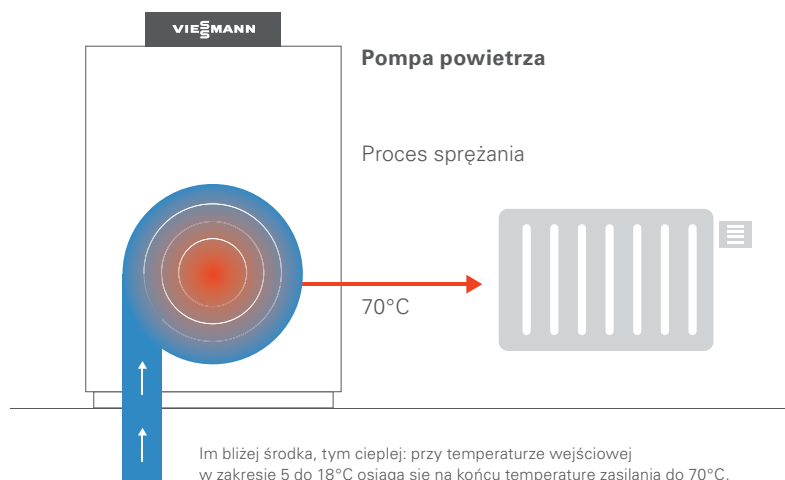 VIESSMANN
Pompa powietrza
Proces sprężania
70°C
Im bliżej środka, tym cieplej: przy temperaturze wejściowej
w zakresie 5 do 18°C osiąga się na końcu temperaturę zasilania do 70°C.